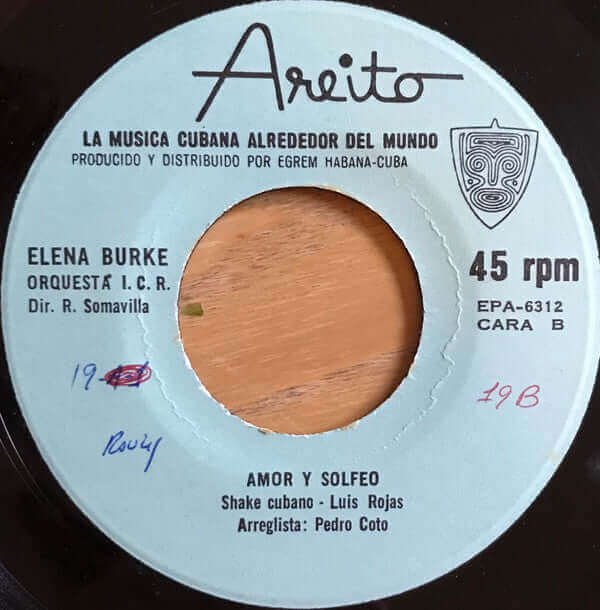 Areito
LA MUSICA CUBANA ALREDEDOR DEL MUNDO
PRODUCIDO Y DISTRIBUIDO POR EGREM HABANA-CUBA
ELENA BURKE
ORQUESTA I.C.R.
Dir. R. Somavilla
45 rpm
EPA-6312
CARA B
19
19B
AMOR Y SOLFEO
Shake cubano - Luis Rojas
Arreglista: Pedro Coto